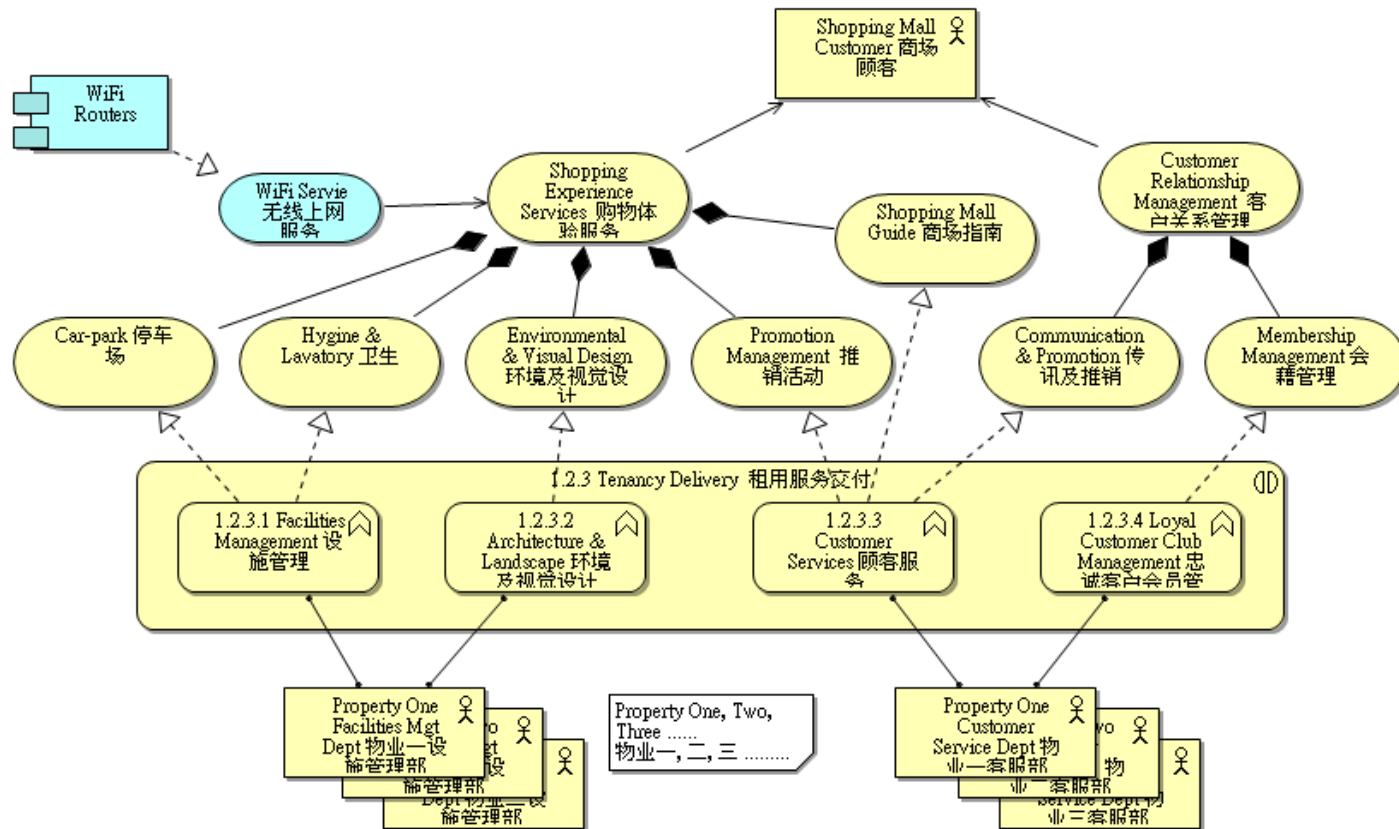 Shopping Mall
Customer 商场
顾客
WiFi
Routers
WiFi Servie
无线上网
服务
Shopping
Experience
Services 购物体
验服务
Shopping Mall
Guide 商场指南
Customer
Relationship
Management 客
户关系管理
Car-park 停车
场
Hygine &
Lavatory 卫生
Environmental
& Visual Design
环境及视觉设
计
Promotion
Management 推
销活动
Communication
& Promotion 传
讯及推销
Membership
Management 会
籍管理
1.2.3 Tenancy Delivery 租用服务交付
1.2.3.1 Facilities
Management 设
施管理
1.2.3.2
Architecture &
Landscape 环境
及视觉设计
1.2.3.3
Customer
Services 顾客服
务
1.2.3.4 Loyal
Customer Club
Management 忠
诚客户会员管
Property One
Facilities Mgt
Dept 物业一设
施管理部
设
施管理部
Dept 物业三设
施管理部
Property One, Two,
Three ......
物业一, 二, 三 .........
Property One
Customer
Service Dept 物
业一客服部
物
业二客服部
Service Dept 物
业三客服部